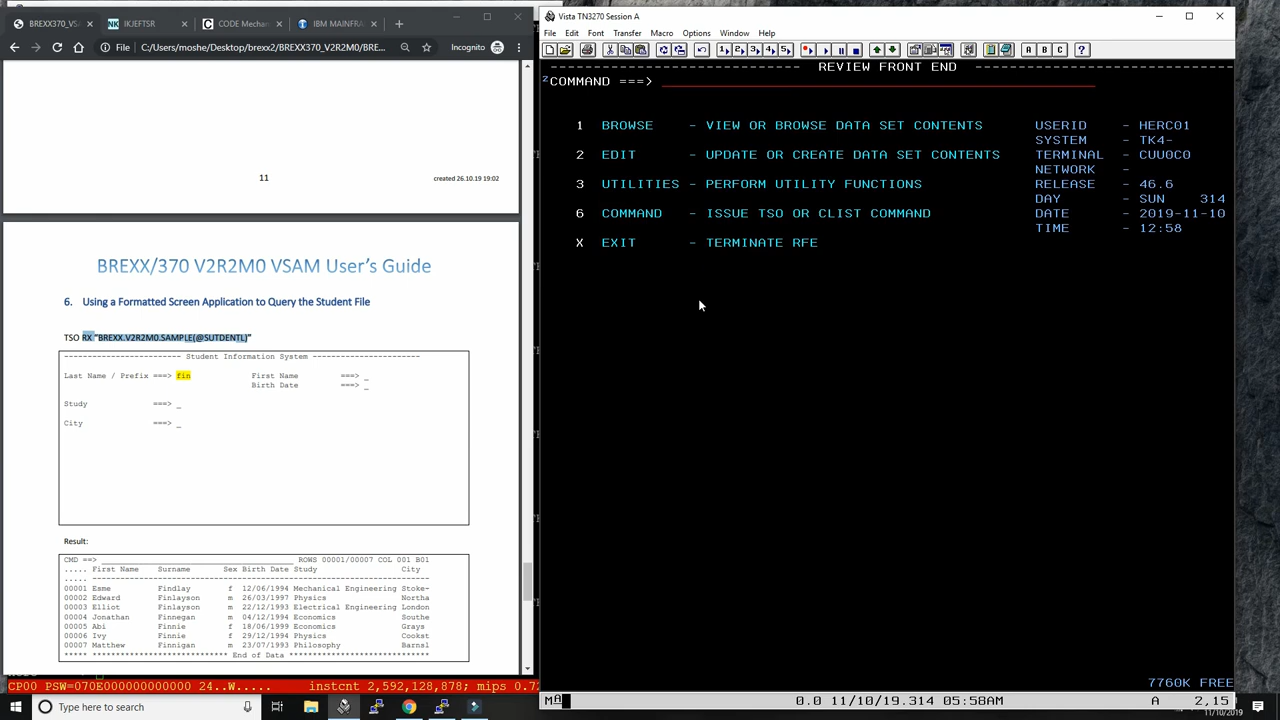 BREXX370_VSA
IKJEFTSR
CODE Mechan
IBM MAINFRA
File
C:/Users/moshe/Desktop/brexx2/BREXX370_V2R2M0/BRE...
Incognito
11
created 26.10.19 19:02
BREXX/370 V2R2M0 VSAM User's Guide
6. Using a Formatted Screen Application to Query the Student File
TSO RX "BREXX.V2R2M0.SAMPLE(@SUTDENTL)"
------------------------- Student Information System -----------------------
Last Name / Prefix ===> fin First Name ===> _
Birth Date ===> _
Study ===> _
City ===> _
Result:
CMD ==> ROWS 00001/00007 COL 001 B01
..... First Name Surname Sex Birth Date Study City
..... ----------------------------------------------------------------
00001 Esme Findlay f 12/06/1994 Mechanical Engineering Stoke-
00002 Edward Finlayson m 26/03/1997 Physics Northa
00003 Elliot Finlayson m 22/12/1993 Electrical Engineering London
00004 Jonathan Finnegan m 04/12/1994 Economics Southe
00005 Abi Finnie f 18/06/1999 Economics Grays
00006 Ivy Finnie f 29/12/1994 Physics Cookst
00007 Matthew Finnigan m 23/07/1993 Philosophy Barnsl
***** *************************** End of Data ****************************
CP00 PSW=070E000000000000 24..W..... instcnt 2,592,128,878; mips 0.72
Type here to search
Vista TN3270 Session A
File Edit Font Transfer Macro Options Window Help
A B C
----------------------------- REVIEW FRONT END ------------------------------
COMMAND ===>
1 BROWSE - VIEW OR BROWSE DATA SET CONTENTS USERID - HERC01
SYSTEM - TK4-
2 EDIT - UPDATE OR CREATE DATA SET CONTENTS TERMINAL - CUU0C0
NETWORK -
3 UTILITIES - PERFORM UTILITY FUNCTIONS RELEASE - 46.6
DAY - SUN 314
6 COMMAND - ISSUE TSO OR CLIST COMMAND DATE - 2019-11-10
TIME - 12:58
X EXIT - TERMINATE RFE
7760K FREE
0.0 11/10/19.314 05:58AM A 2,15
11/10/2019